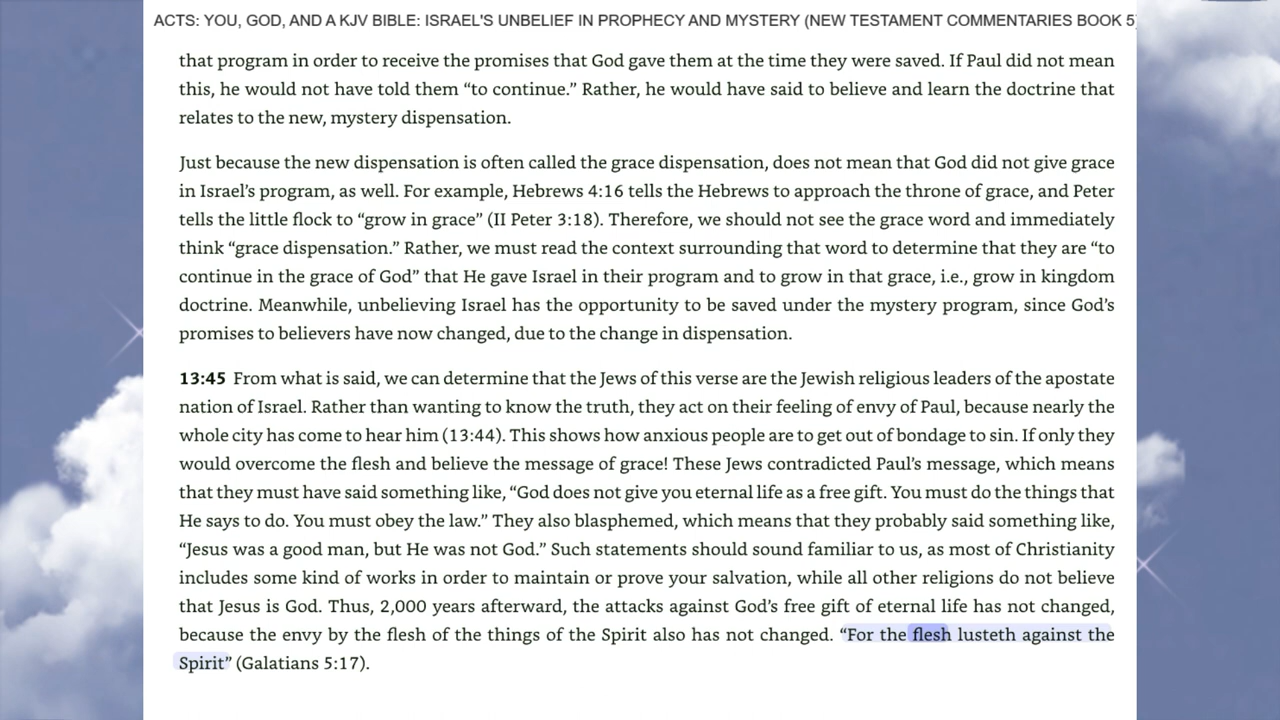 ACTS: YOU, GOD, AND A KJV BIBLE: ISRAEL'S UNBELIEF IN PROPHECY AND MYSTERY (NEW TESTAMENT COMMENTARIES BOOK 5)
that program in order to receive the promises that God gave them at the time they were saved. If Paul did not mean
this, he would not have told them “to continue.” Rather, he would have said to believe and learn the doctrine that
relates to the new, mystery dispensation.
Just because the new dispensation is often called the grace dispensation, does not mean that God did not give grace
in Israel’s program, as well. For example, Hebrews 4:16 tells the Hebrews to approach the throne of grace, and Peter
tells the little flock to “grow in grace” (II Peter 3:18). Therefore, we should not see the grace word and immediately
think “grace dispensation.” Rather, we must read the context surrounding that word to determine that they are “to
continue in the grace of God” that He gave Israel in their program and to grow in that grace, i.e., grow in kingdom
doctrine. Meanwhile, unbelieving Israel has the opportunity to be saved under the mystery program, since God’s
promises to believers have now changed, due to the change in dispensation.
13:45 From what is said, we can determine that the Jews of this verse are the Jewish religious leaders of the apostate
nation of Israel. Rather than wanting to know the truth, they act on their feeling of envy of Paul, because nearly the
whole city has come to hear him (13:44). This shows how anxious people are to get out of bondage to sin. If only they
would overcome the flesh and believe the message of grace! These Jews contradicted Paul’s message, which means
that they must have said something like, “God does not give you eternal life as a free gift. You must do the things that
He says to do. You must obey the law.” They also blasphemed, which means that they probably said something like,
“Jesus was a good man, but He was not God.” Such statements should sound familiar to us, as most of Christianity
includes some kind of works in order to maintain or prove your salvation, while all other religions do not believe
that Jesus is God. Thus, 2,000 years afterward, the attacks against God’s free gift of eternal life has not changed,
because the envy by the flesh of the things of the Spirit also has not changed. “For the flesh lusteth against the
Spirit” (Galatians 5:17).